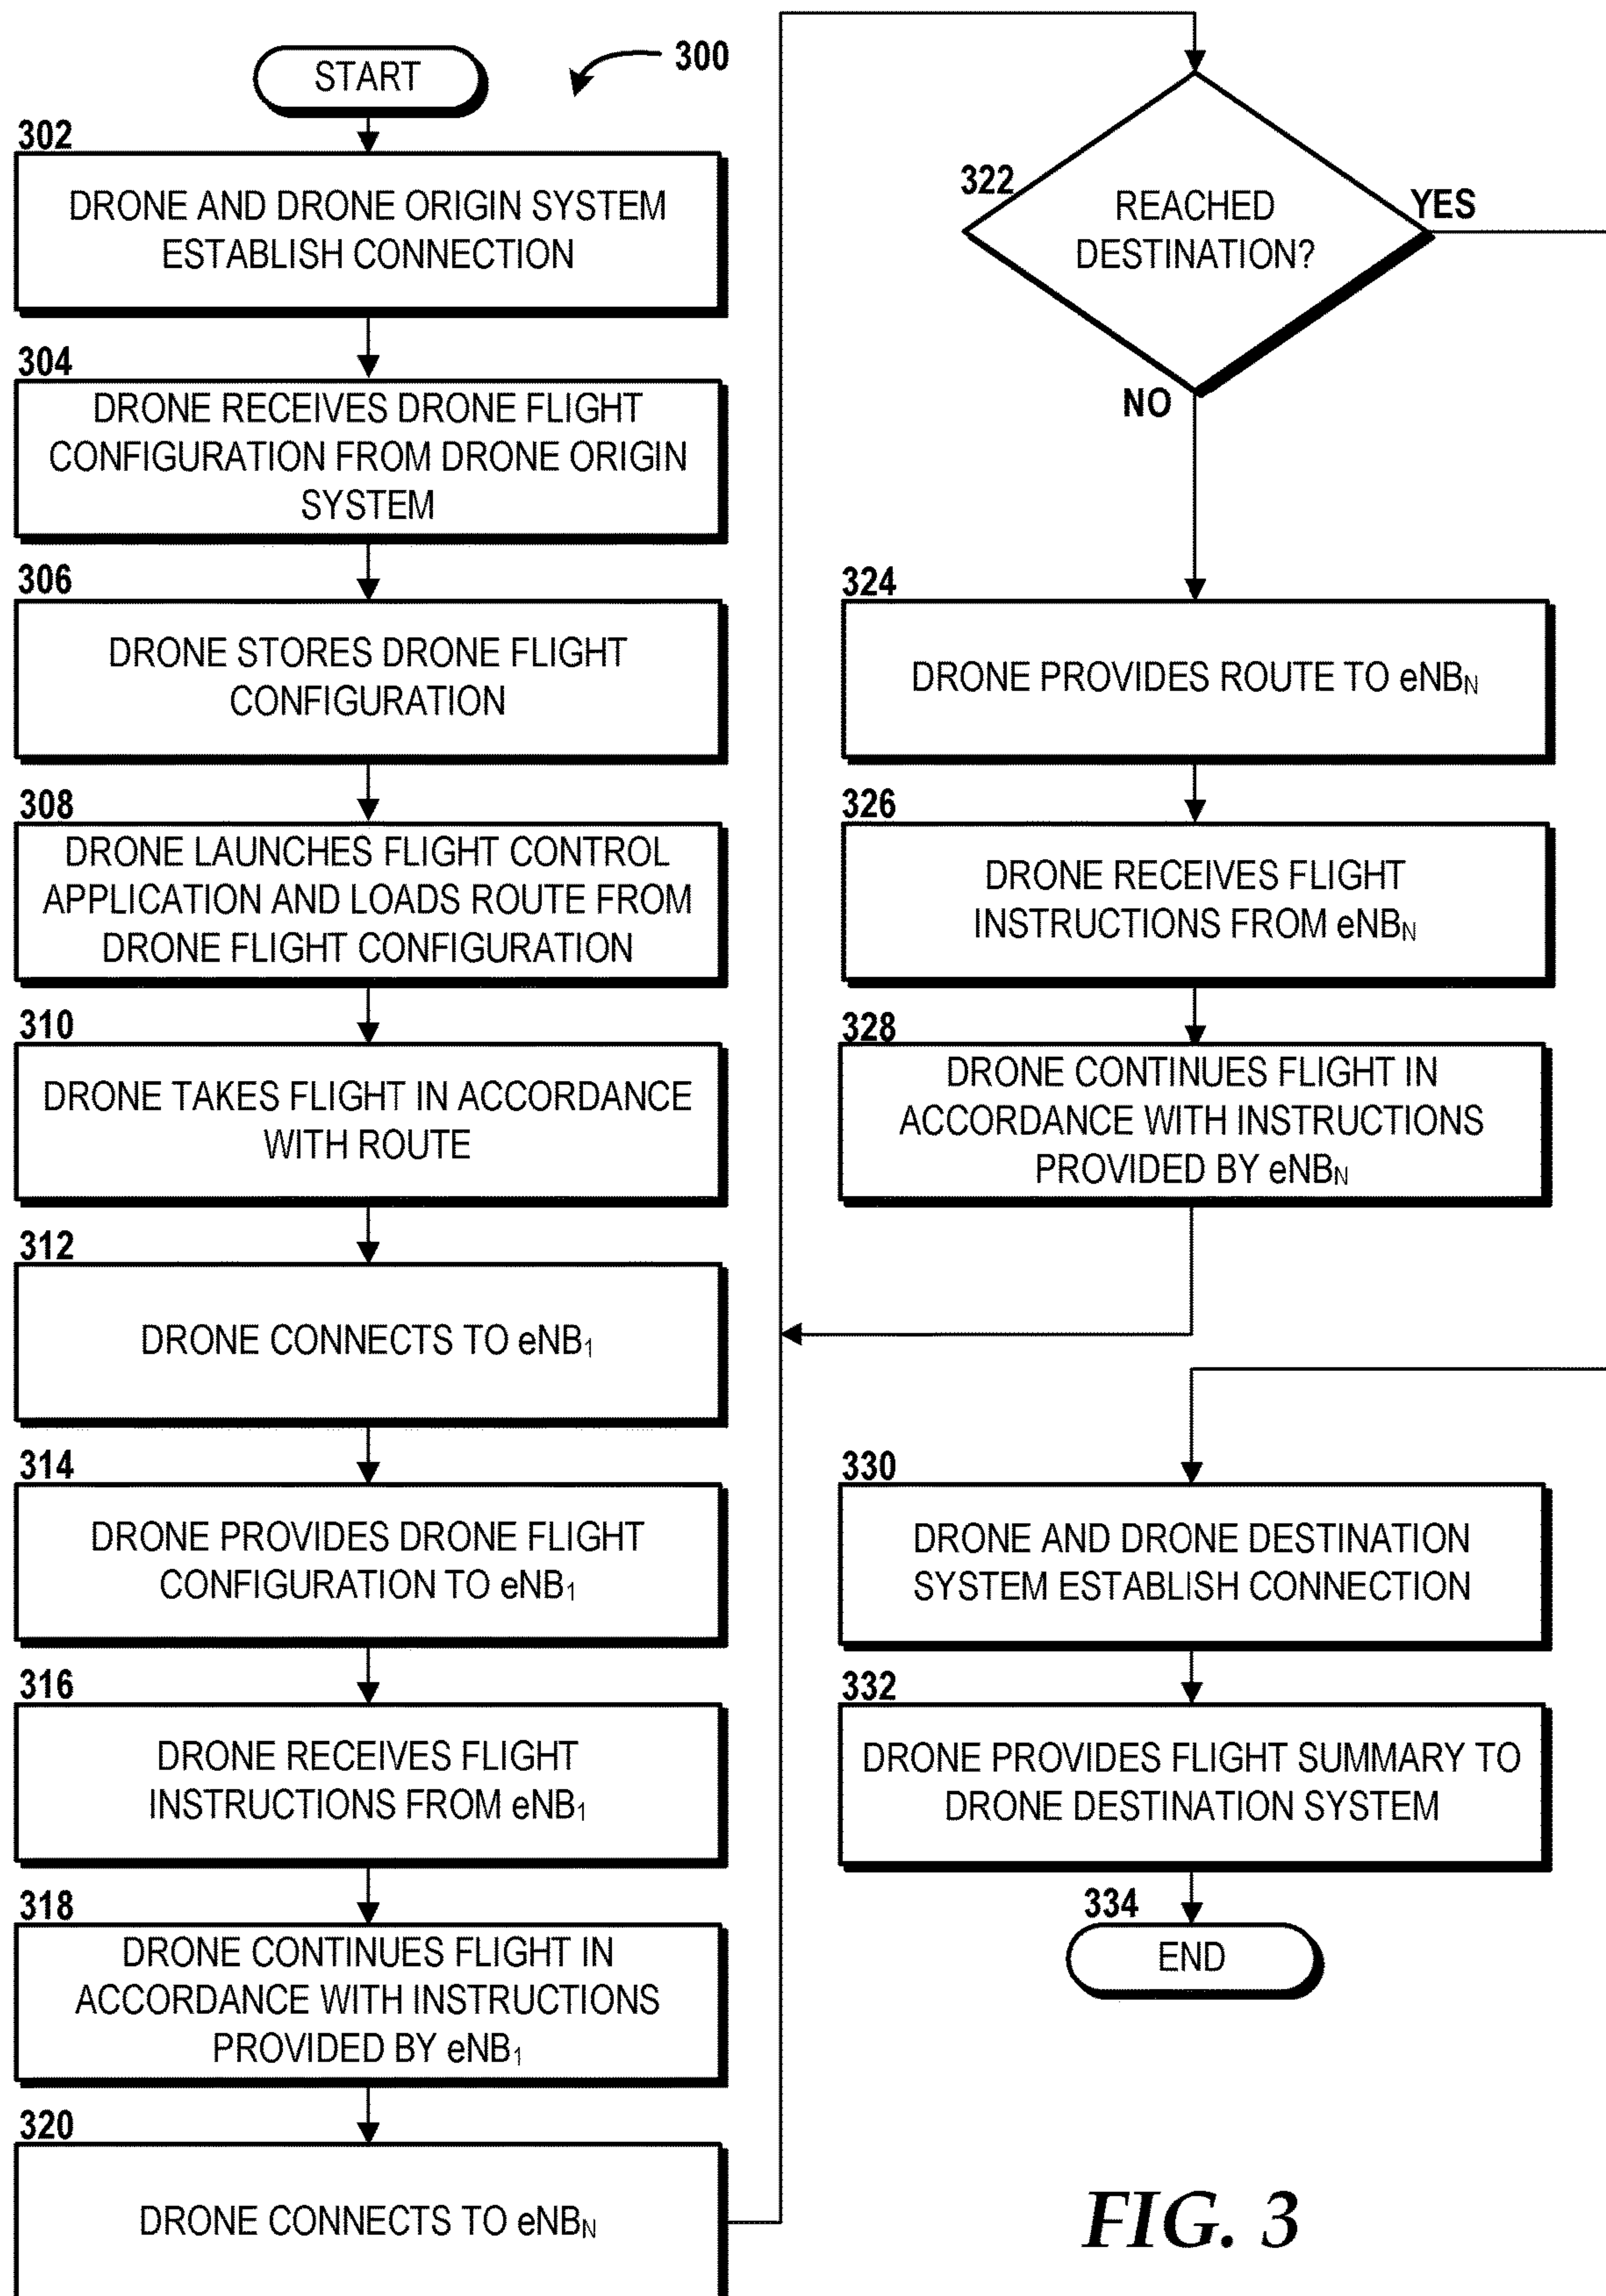 START
300
302
DRONE AND DRONE ORIGIN SYSTEM
ESTABLISH CONNECTION
304
DRONE RECEIVES DRONE FLIGHT
CONFIGURATION FROM DRONE ORIGIN
SYSTEM
306
DRONE STORES DRONE FLIGHT
CONFIGURATION
308
DRONE LAUNCHES FLIGHT CONTROL
APPLICATION AND LOADS ROUTE FROM
DRONE FLIGHT CONFIGURATION
310
DRONE TAKES FLIGHT IN ACCORDANCE
WITH ROUTE
312
DRONE CONNECTS TO eNB₁
314
DRONE PROVIDES DRONE FLIGHT
CONFIGURATION TO eNB₁
316
DRONE RECEIVES FLIGHT
INSTRUCTIONS FROM eNB₁
318
DRONE CONTINUES FLIGHT IN
ACCORDANCE WITH INSTRUCTIONS
PROVIDED BY eNB₁
320
DRONE CONNECTS TO eNBN
322
REACHED
DESTINATION?
YES
NO
324
DRONE PROVIDES ROUTE TO eNBN
326
DRONE RECEIVES FLIGHT
INSTRUCTIONS FROM eNBN
328
DRONE CONTINUES FLIGHT IN
ACCORDANCE WITH INSTRUCTIONS
PROVIDED BY eNBN
330
DRONE AND DRONE DESTINATION
SYSTEM ESTABLISH CONNECTION
332
DRONE PROVIDES FLIGHT SUMMARY TO
DRONE DESTINATION SYSTEM
334
END
FIG. 3